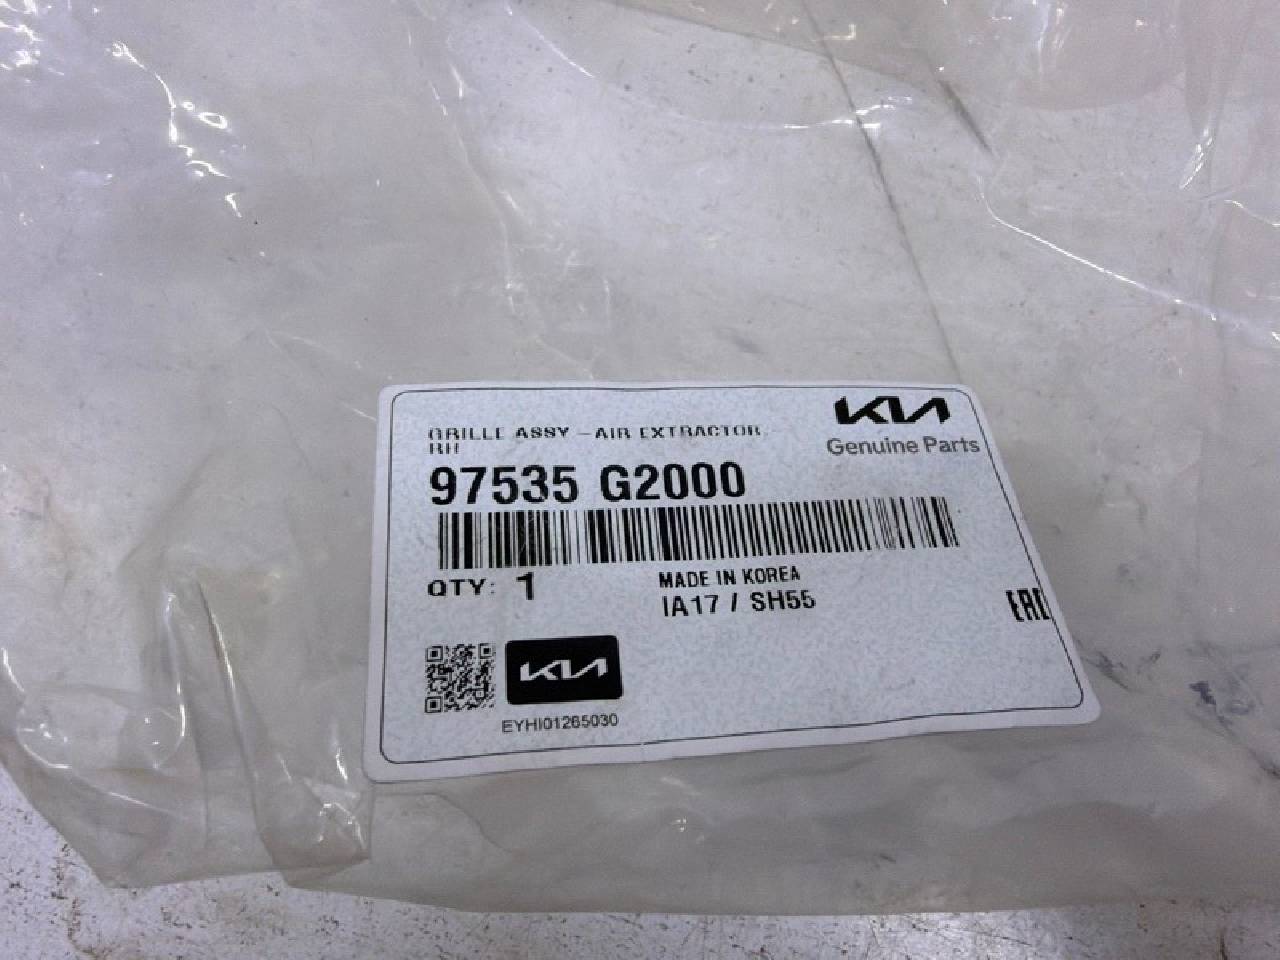 KIA
Genuine Parts
GRILLE ASSY -AIR EXTRACTOR,
RH
97535 G2000
QTY: 1
MADE IN KOREA
IA17 / SH55
EAC
KIA
EYHI01265030